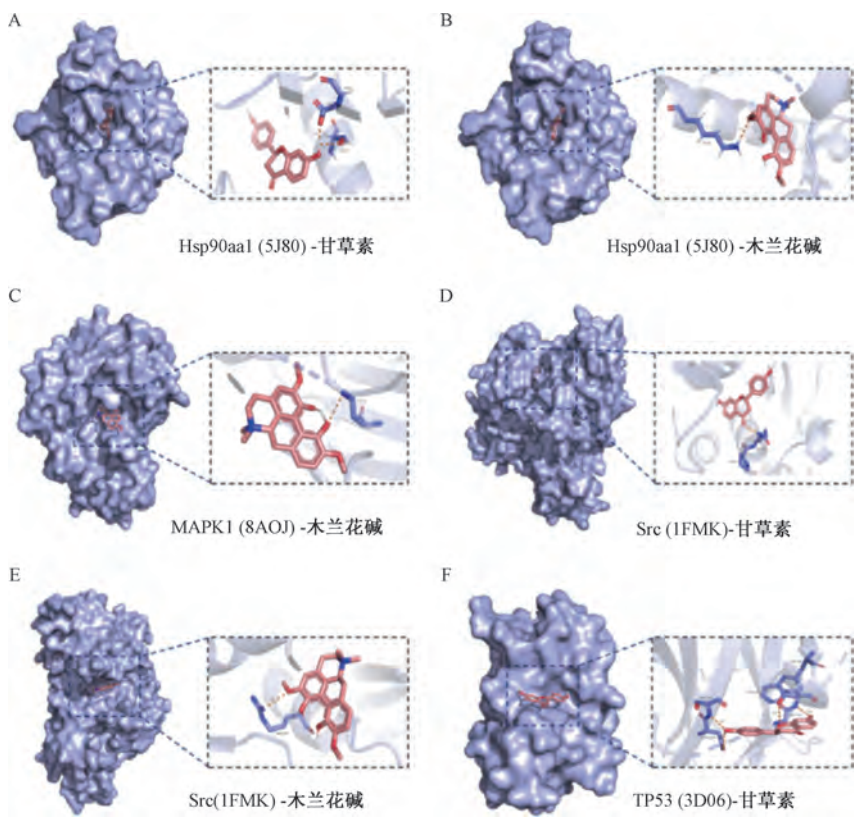 A
B
Hsp90aa1 (5J80) -甘草素
Hsp90aa1 (5J80) -木兰花碱
C
D
MAPK1 (8AOJ) -木兰花碱
Src (1FMK)-甘草素
E
F
Src(1FMK) -木兰花碱
TP53 (3D06)-甘草素